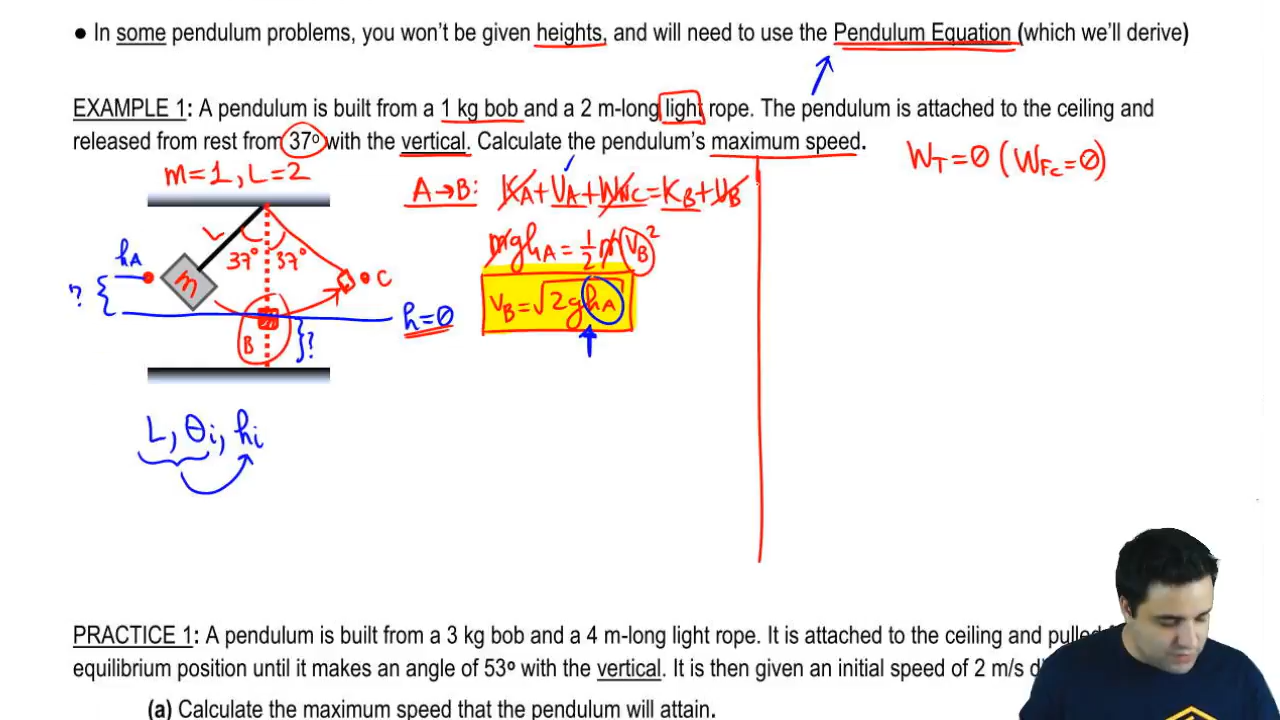 ● In some pendulum problems, you won't be given heights, and will need to use the Pendulum Equation (which we'll derive)
EXAMPLE 1: A pendulum is built from a 1 kg bob and a 2 m-long light rope. The pendulum is attached to the ceiling and
released from rest from 37º with the vertical. Calculate the pendulum's maximum speed.
W_T = 0 (W_Fc = 0)
m = 1, L = 2
A → B: K_A + U_A + W_NC = K_B + U_B
L
37° 37°
h_A
m
C
?
m g h_A = 1/2 m V_B²
V_B = √2gh_A
h = 0
B
?
L, θi, hi
PRACTICE 1: A pendulum is built from a 3 kg bob and a 4 m-long light rope. It is attached to the ceiling and
equilibrium position until it makes an angle of 53º with the vertical. It is then given an initial speed of 2 m/s
(a) Calculate the maximum speed that the pendulum will attain.